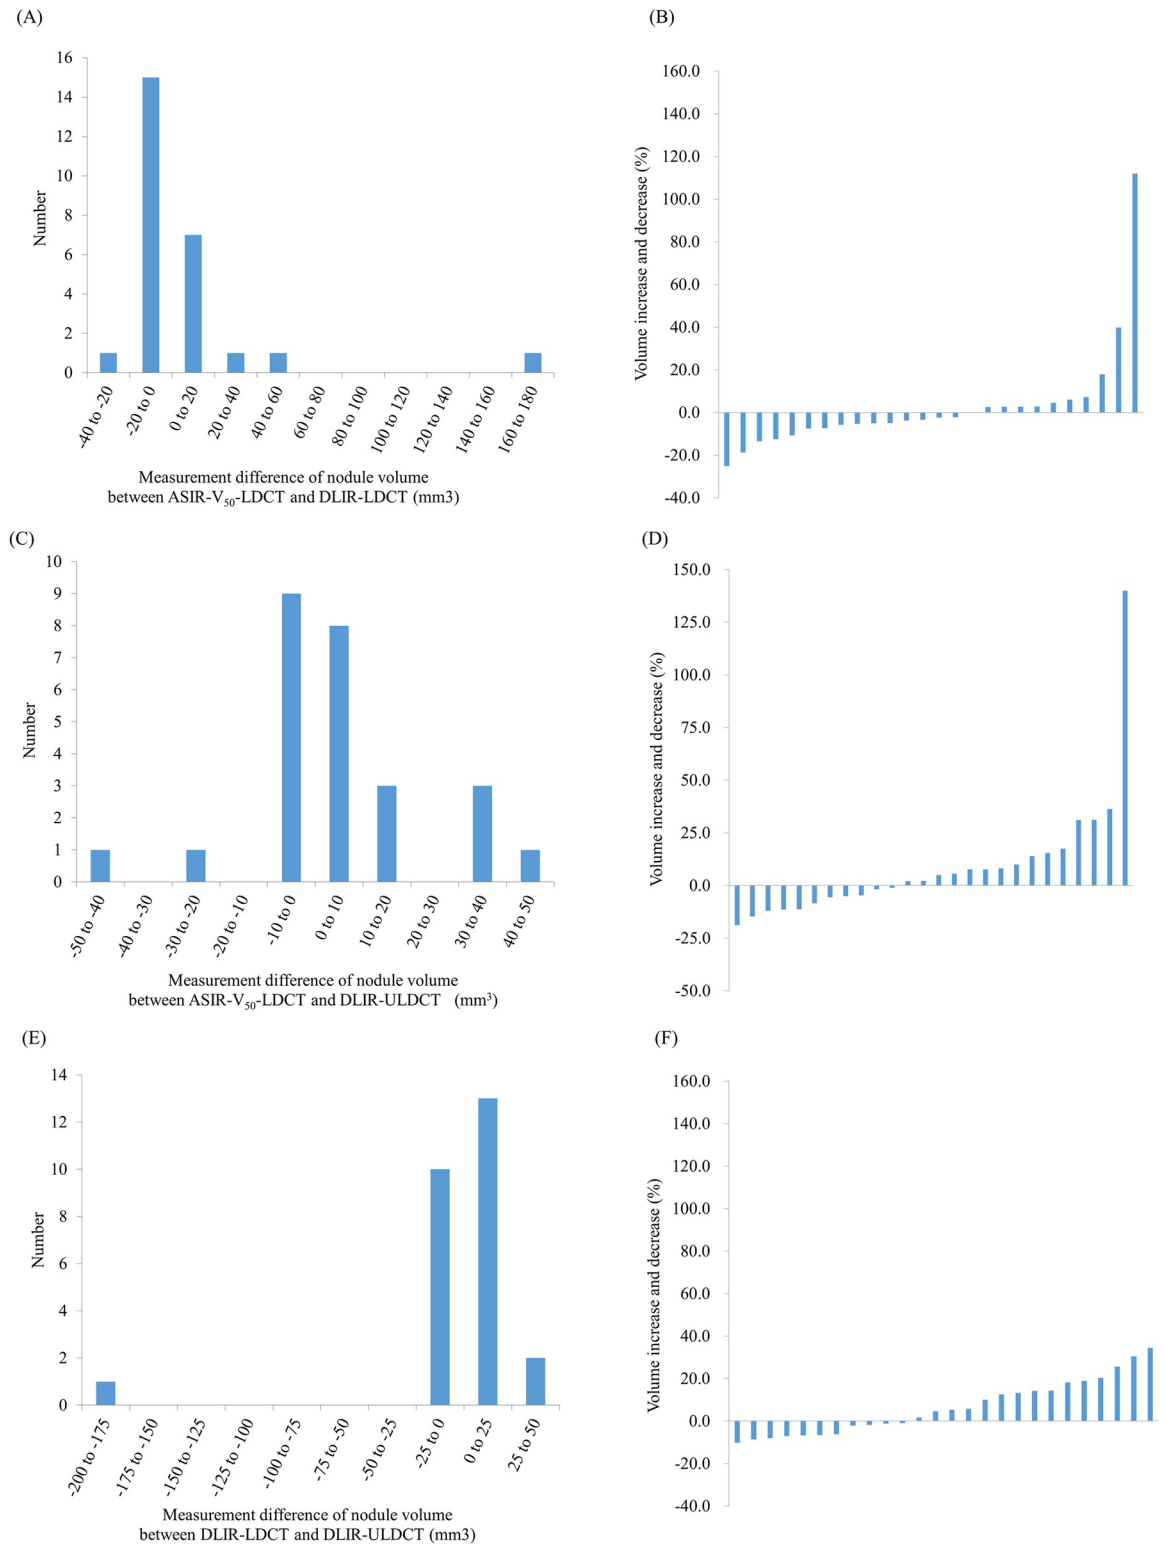 (A)
16
14
12
10
8
6
4
2
0
Number
-40 to -20
-20 to 0
0 to 20
20 to 40
40 to 60
60 to 80
80 to 100
100 to 120
120 to 140
140 to 160
160 to 180
Measurement difference of nodule volume
between ASIR-V50-LDCT and DLIR-LDCT (mm3)
(B)
160.0
140.0
120.0
100.0
80.0
60.0
40.0
20.0
0.0
-20.0
-40.0
Volume increase and decrease (%)
(C)
10
9
8
7
6
5
4
3
2
1
0
Number
-50 to -40
-40 to -30
-30 to -20
-20 to -10
-10 to 0
0 to 10
10 to 20
20 to 30
30 to 40
40 to 50
Measurement difference of nodule volume
between ASIR-V50-LDCT and DLIR-ULDCT (mm³)
(D)
150.0
125.0
100.0
75.0
50.0
25.0
0.0
-25.0
-50.0
Volume increase and decrease (%)
(E)
14
12
10
8
6
4
2
0
Number
-200 to -175
-175 to -150
-150 to -125
-125 to -100
-100 to -75
-75 to -50
-50 to -25
-25 to 0
0 to 25
25 to 50
Measurement difference of nodule volume
between DLIR-LDCT and DLIR-ULDCT (mm3)
(F)
160.0
140.0
120.0
100.0
80.0
60.0
40.0
20.0
0.0
-20.0
-40.0
Volume increase and decrease (%)